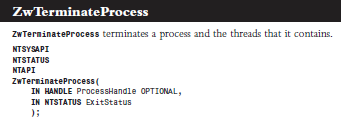 ZwTerminateProcess
ZwTerminateProcess terminates a process and the threads that it contains.
NTSYSAPI
NTSTATUS
NTAPI
ZwTerminateProcess(
    IN HANDLE ProcessHandle OPTIONAL,
    IN NTSTATUS ExitStatus
    );